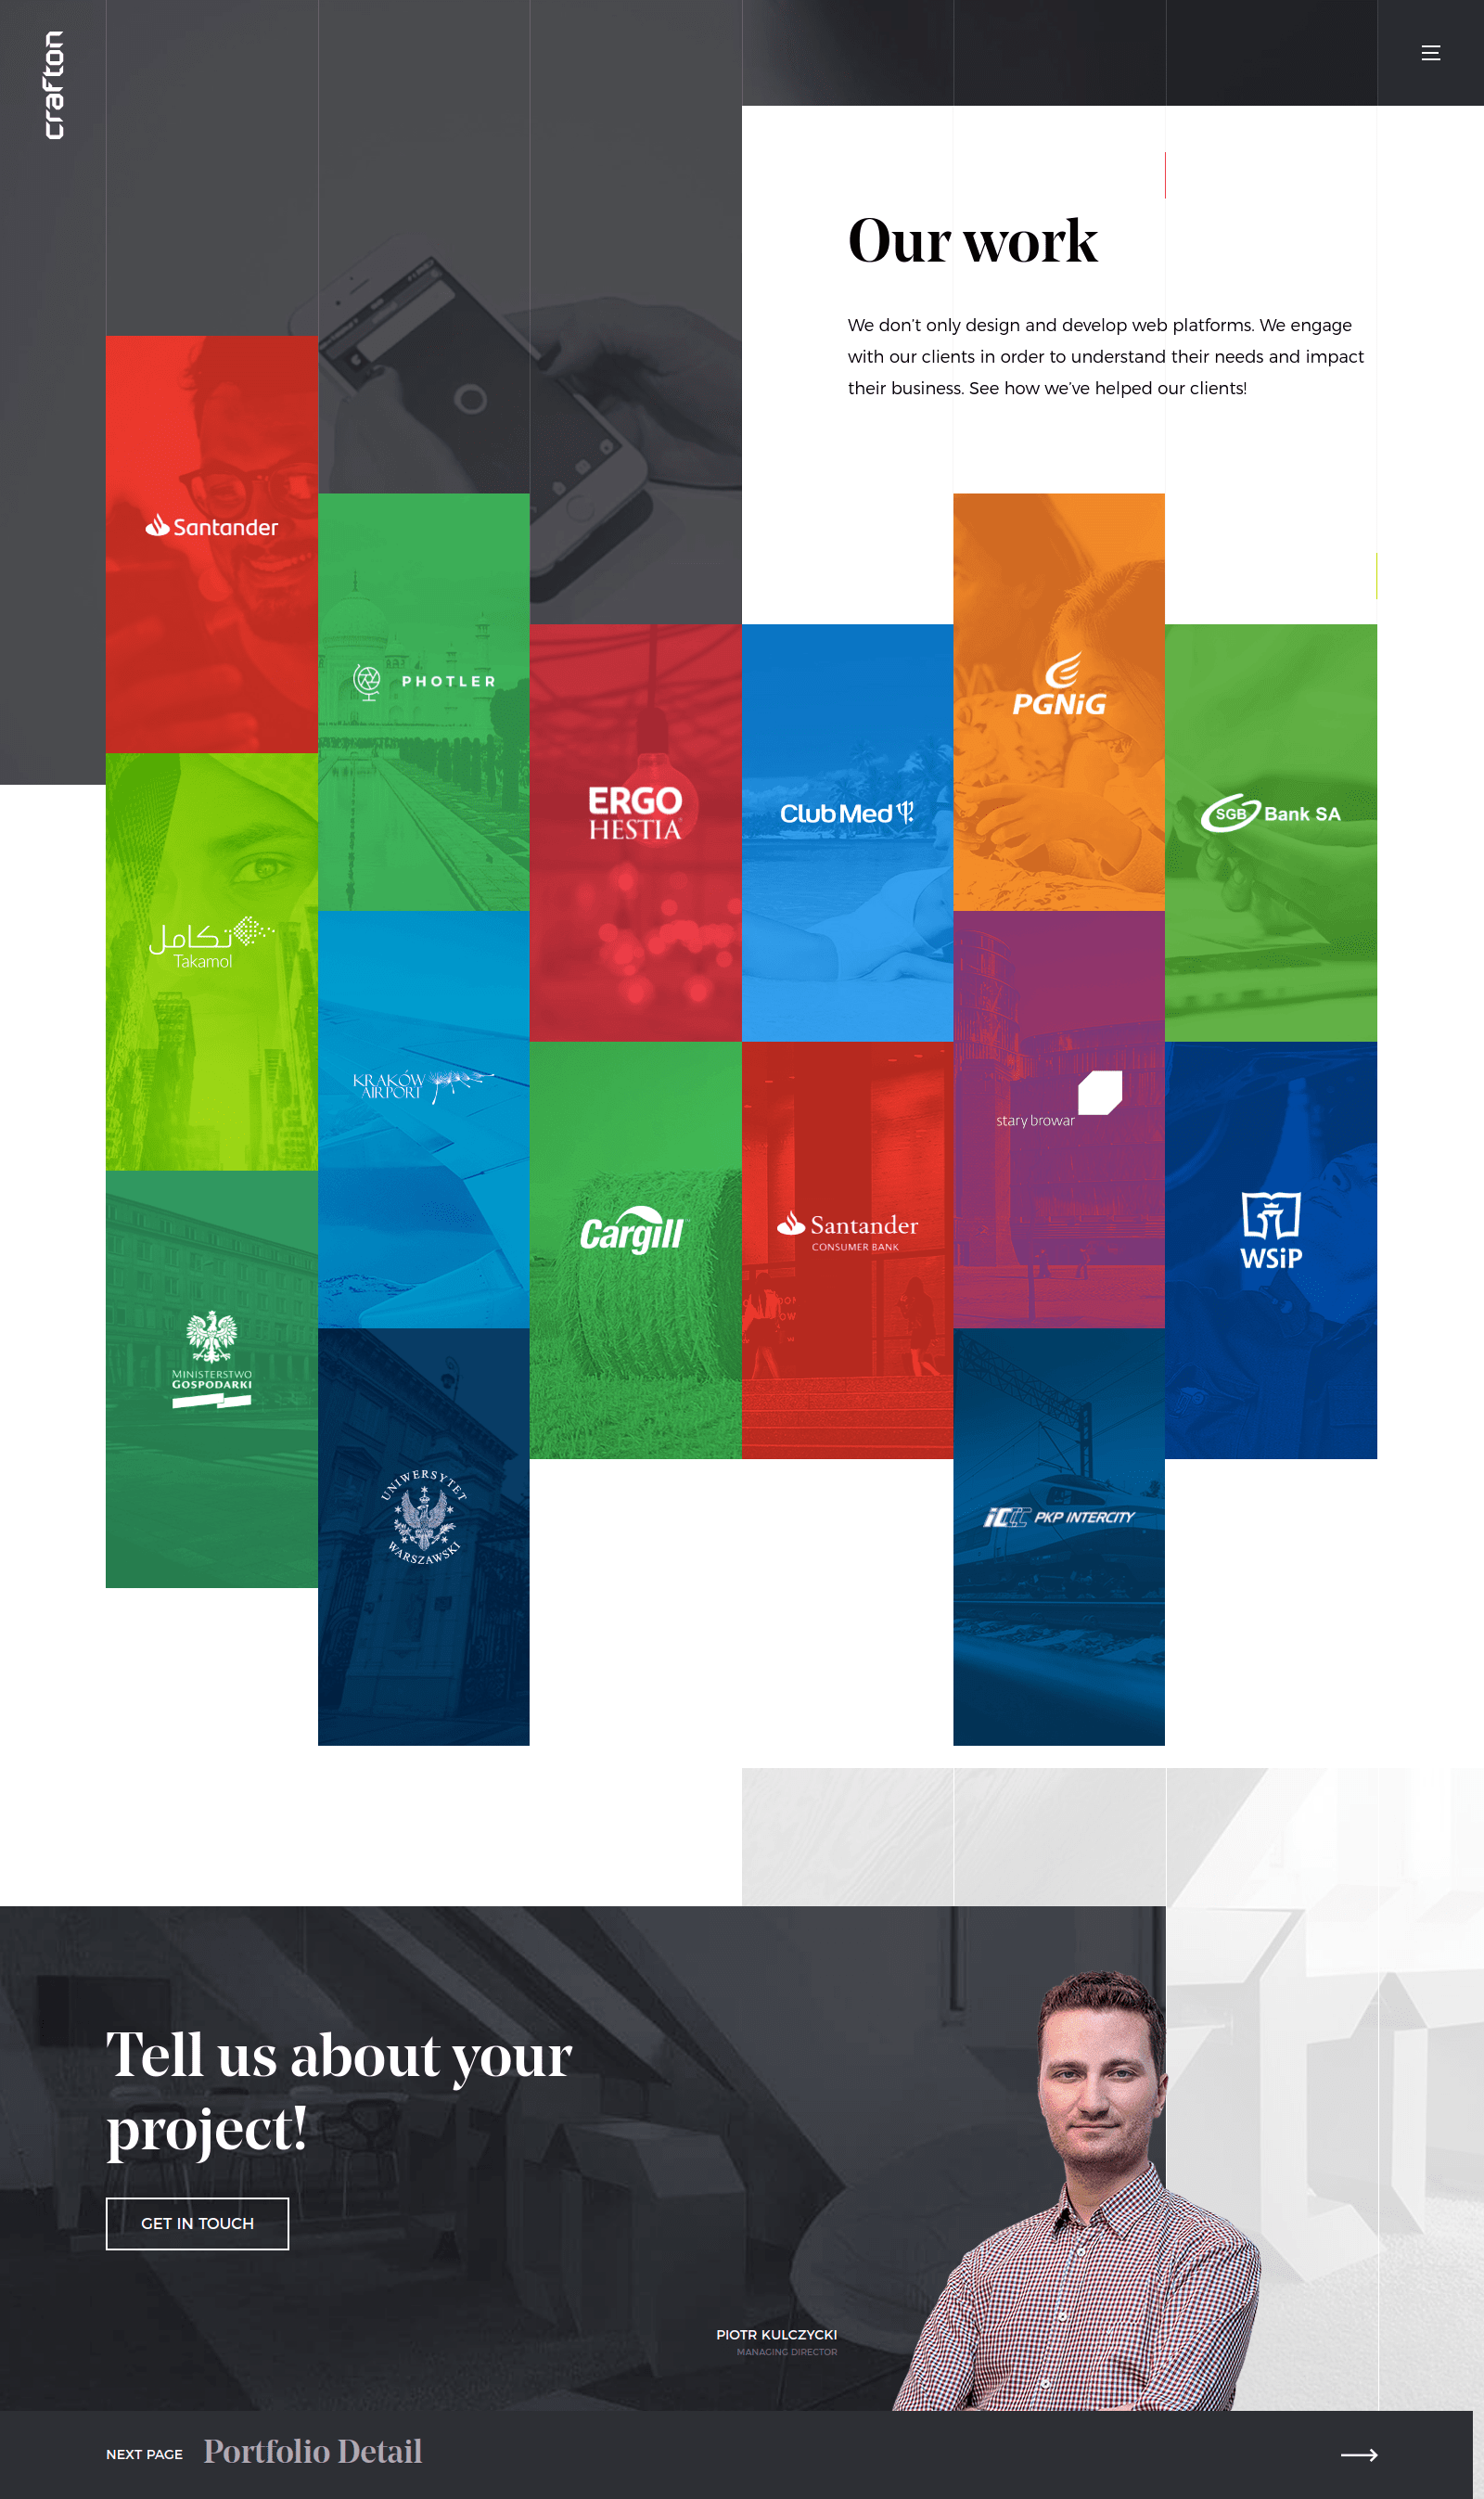 crafton
Our work
We don't only design and develop web platforms. We engage
with our clients in order to understand their needs and impact
their business. See how we've helped our clients!
Santander
PHOTLER
PGNiG
ERGO
HESTIA
Club Med
SGB Bank SA
تكامل
Takamol
KRAKÓW
AIRPORT
stary browar
Cargill
Santander
CONSUMER BANK
WSiP
MINISTERSTWO
GOSPODARKI
UNIWERSYTET
WARSZAWSKI
IC PKP INTERCITY
Tell us about your
project!
GET IN TOUCH
PIOTR KULCZYCKI
MANAGING DIRECTOR
NEXT PAGE Portfolio Detail